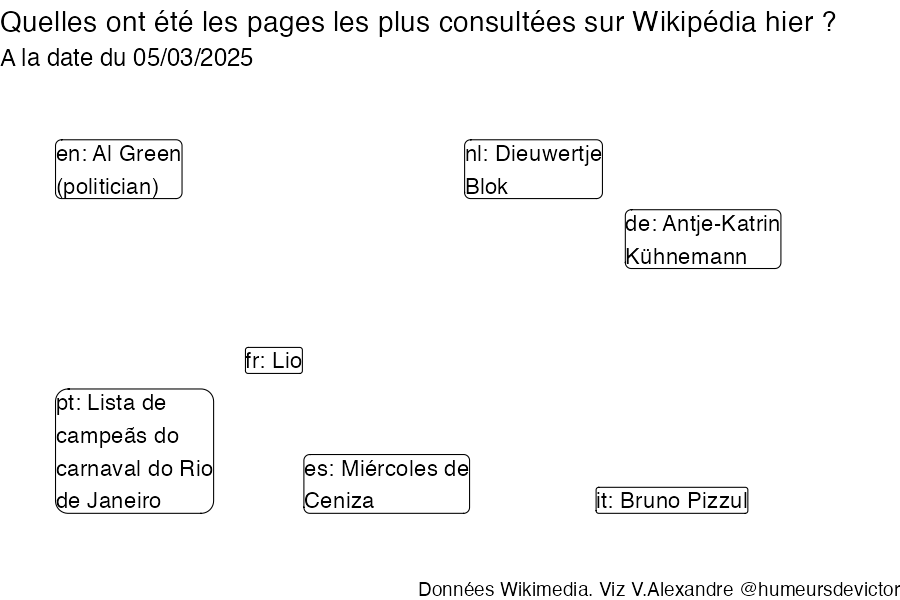 Quelles ont été les pages les plus consultées sur Wikipédia hier ?
A la date du 05/03/2025
en: Al Green
(politician)
nl: Dieuwertje
Blok
de: Antje-Katrin
Kühnemann
fr: Lio
pt: Lista de
campeãs do
carnaval do Rio
de Janeiro
es: Miércoles de
Ceniza
it: Bruno Pizzul
Données Wikimedia. Viz V.Alexandre @humeursdevictor